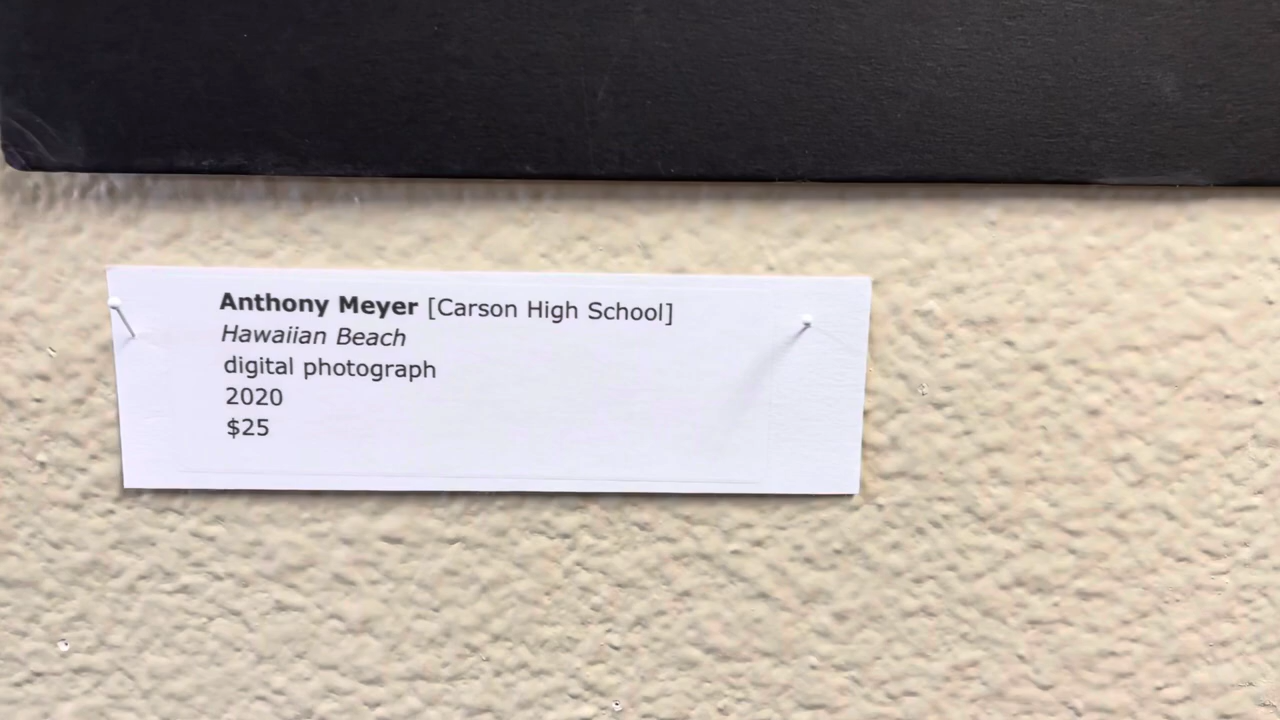 Anthony Meyer [Carson High School]
Hawaiian Beach
digital photograph
2020
$25